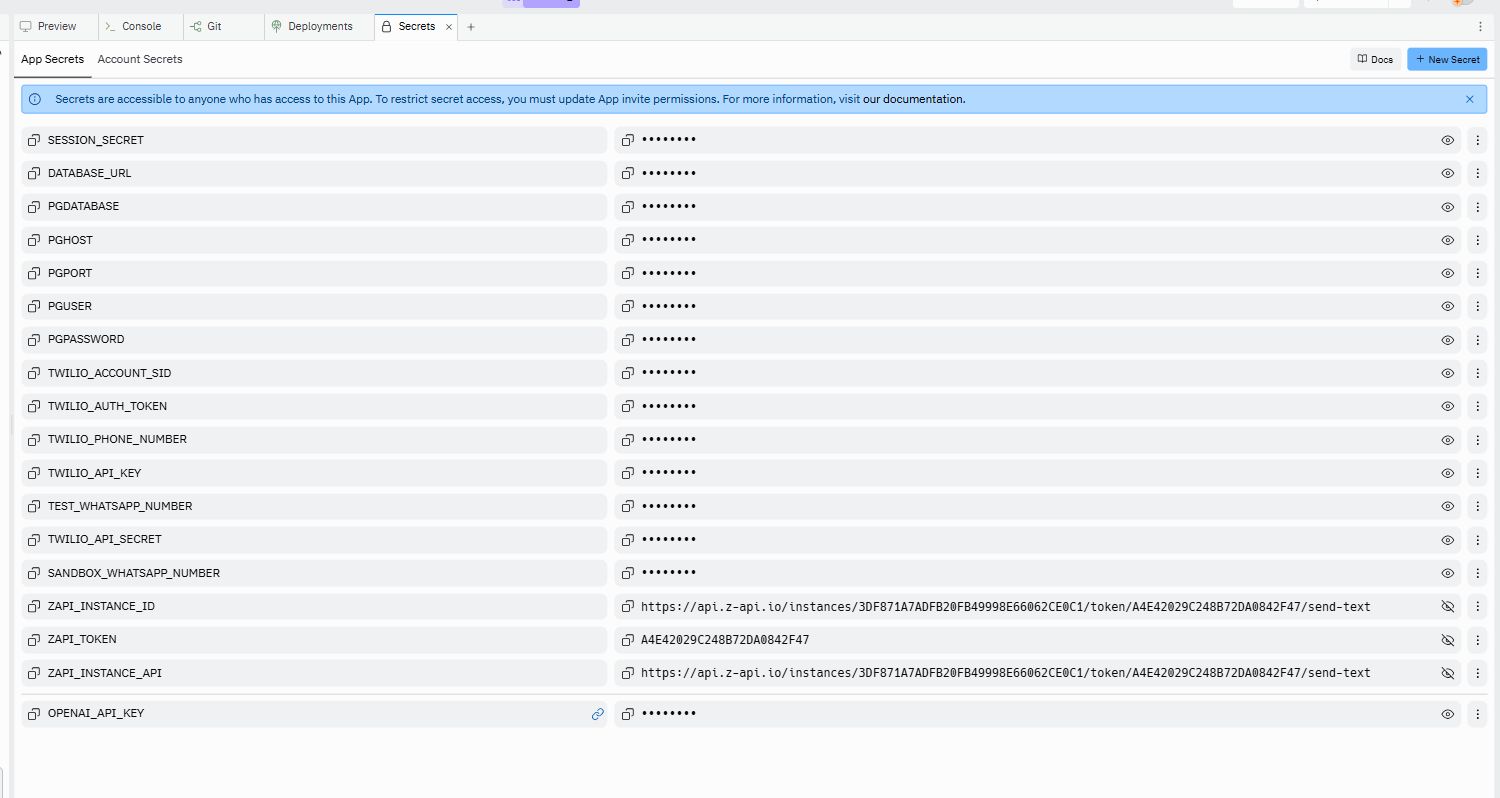 Preview Console Git Deployments Secrets
App Secrets Account Secrets Docs New Secret
Secrets are accessible to anyone who has access to this App. To restrict secret access, you must update App invite permissions. For more information, visit our documentation.
SESSION_SECRET ••••••••
DATABASE_URL ••••••••
PGDATABASE ••••••••
PGHOST ••••••••
PGPORT ••••••••
PGUSER ••••••••
PGPASSWORD ••••••••
TWILIO_ACCOUNT_SID ••••••••
TWILIO_AUTH_TOKEN ••••••••
TWILIO_PHONE_NUMBER ••••••••
TWILIO_API_KEY ••••••••
TEST_WHATSAPP_NUMBER ••••••••
TWILIO_API_SECRET ••••••••
SANDBOX_WHATSAPP_NUMBER ••••••••
ZAPI_INSTANCE_ID https://api.z-api.io/instances/3DF871A7ADFB20FB49998E66062CE0C1/token/A4E42029C248B72DA0842F47/send-text
ZAPI_TOKEN A4E42029C248B72DA0842F47
ZAPI_INSTANCE_API https://api.z-api.io/instances/3DF871A7ADFB20FB49998E66062CE0C1/token/A4E42029C248B72DA0842F47/send-text
OPENAI_API_KEY ••••••••